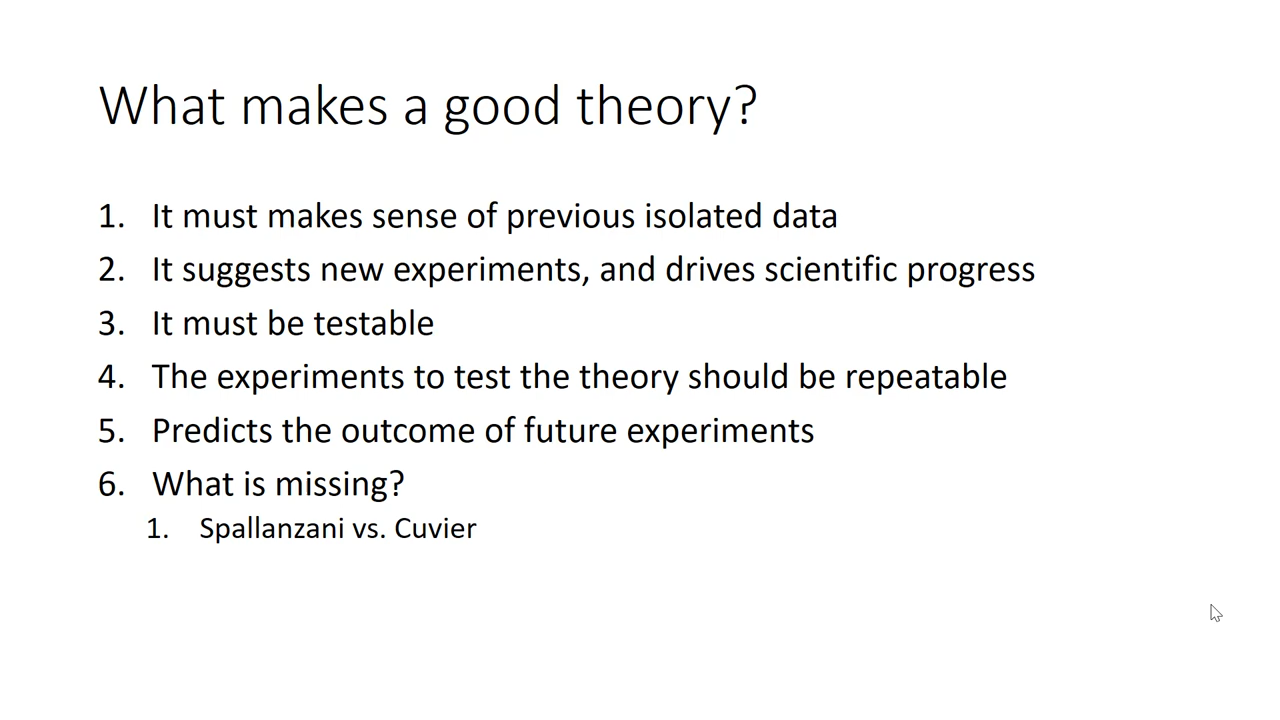 What makes a good theory?
1. It must makes sense of previous isolated data
2. It suggests new experiments, and drives scientific progress
3. It must be testable
4. The experiments to test the theory should be repeatable
5. Predicts the outcome of future experiments
6. What is missing?
1. Spallanzani vs. Cuvier